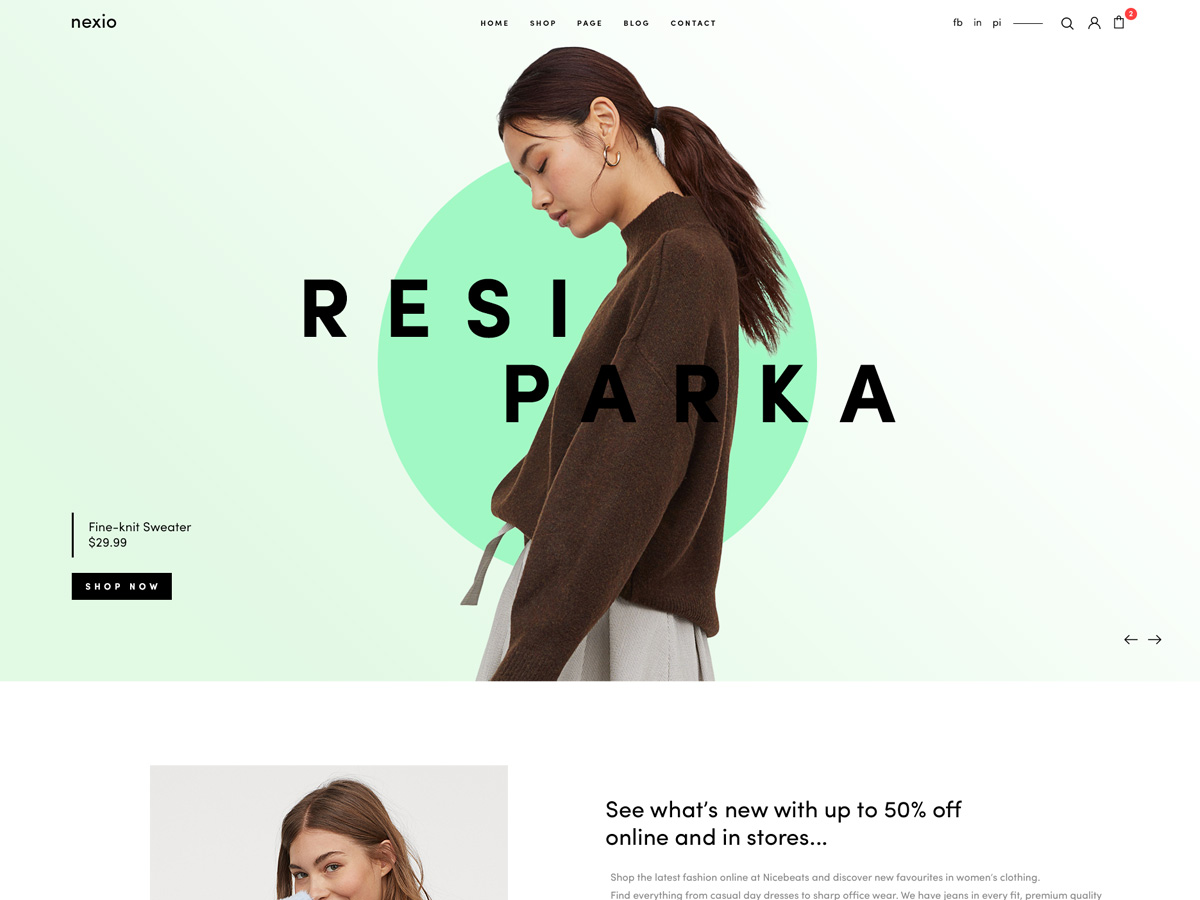 nexio
HOME SHOP PAGE BLOG CONTACT
fb in pi
2
RESI
PARKA
Fine-knit Sweater
$29.99
SHOP NOW
See what's new with up to 50% off
online and in stores...
Shop the latest fashion online at Nicebeats and discover new favourites in women's clothing.
Find everything from casual day dresses to sharp office wear. We have jeans in every fit, premium quality